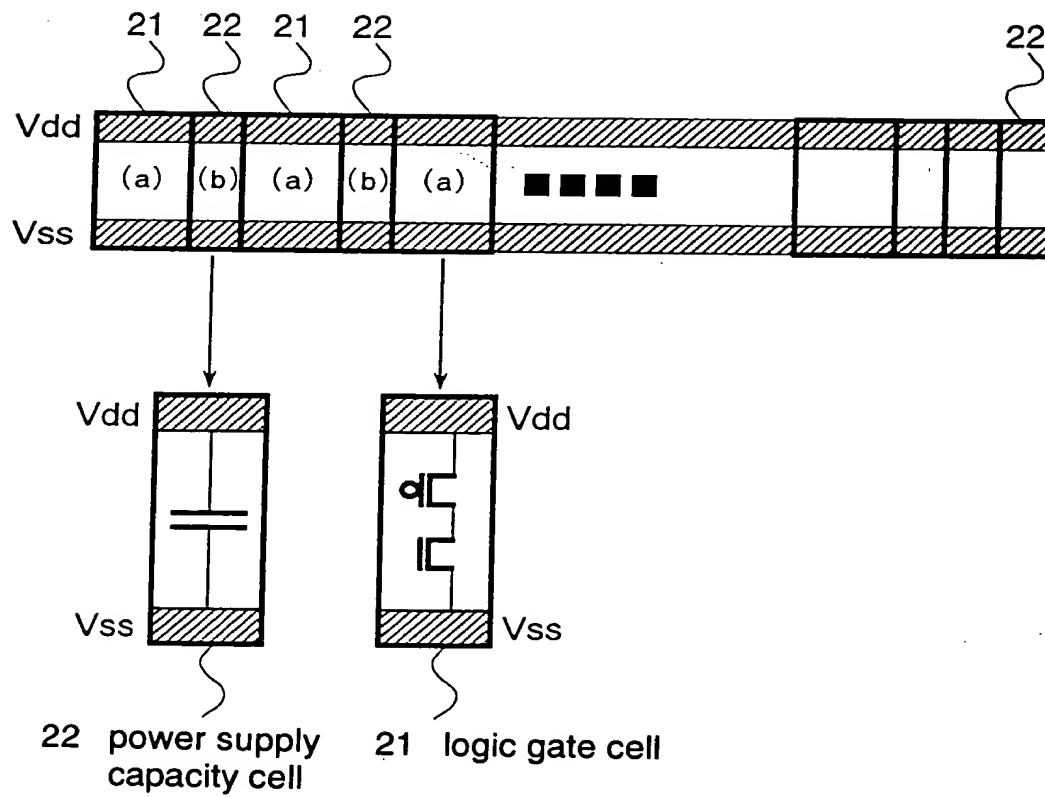 21 22 21 22 22
Vdd
(a) (b) (a) (b) (a)
Vss
Vdd Vdd
Vss Vss
22 power supply capacity cell
21 logic gate cell